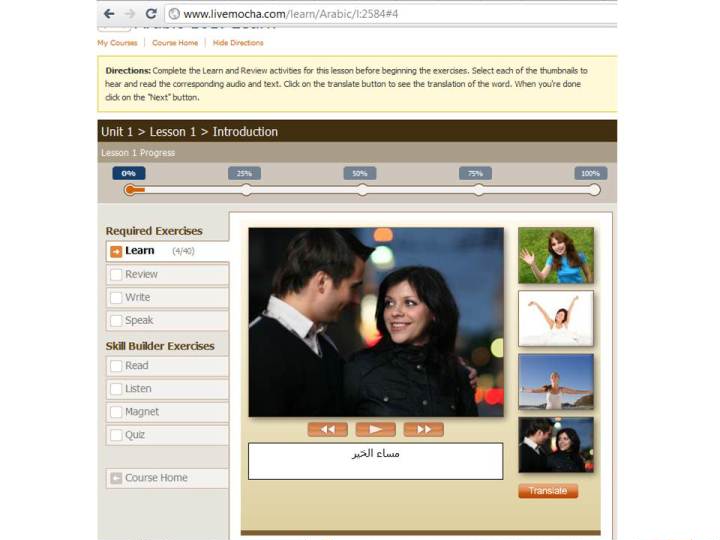 www.livemocha.com/learn/Arabic/l:2584#4
My Courses | Course Home | Hide Directions
Directions: Complete the Learn and Review activities for this lesson before beginning the exercises. Select each of the thumbnails to
hear and read the corresponding audio and text. Click on the translate button to see the translation of the word. When you're done
click on the "Next" button.
Unit 1 > Lesson 1 > Introduction
Lesson 1 Progress
0% 25% 50% 75% 100%
Required Exercises
Learn (4/40)
Review
Write
Speak
Skill Builder Exercises
Read
Listen
Magnet
Quiz
Course Home
مساء الخير
Translate